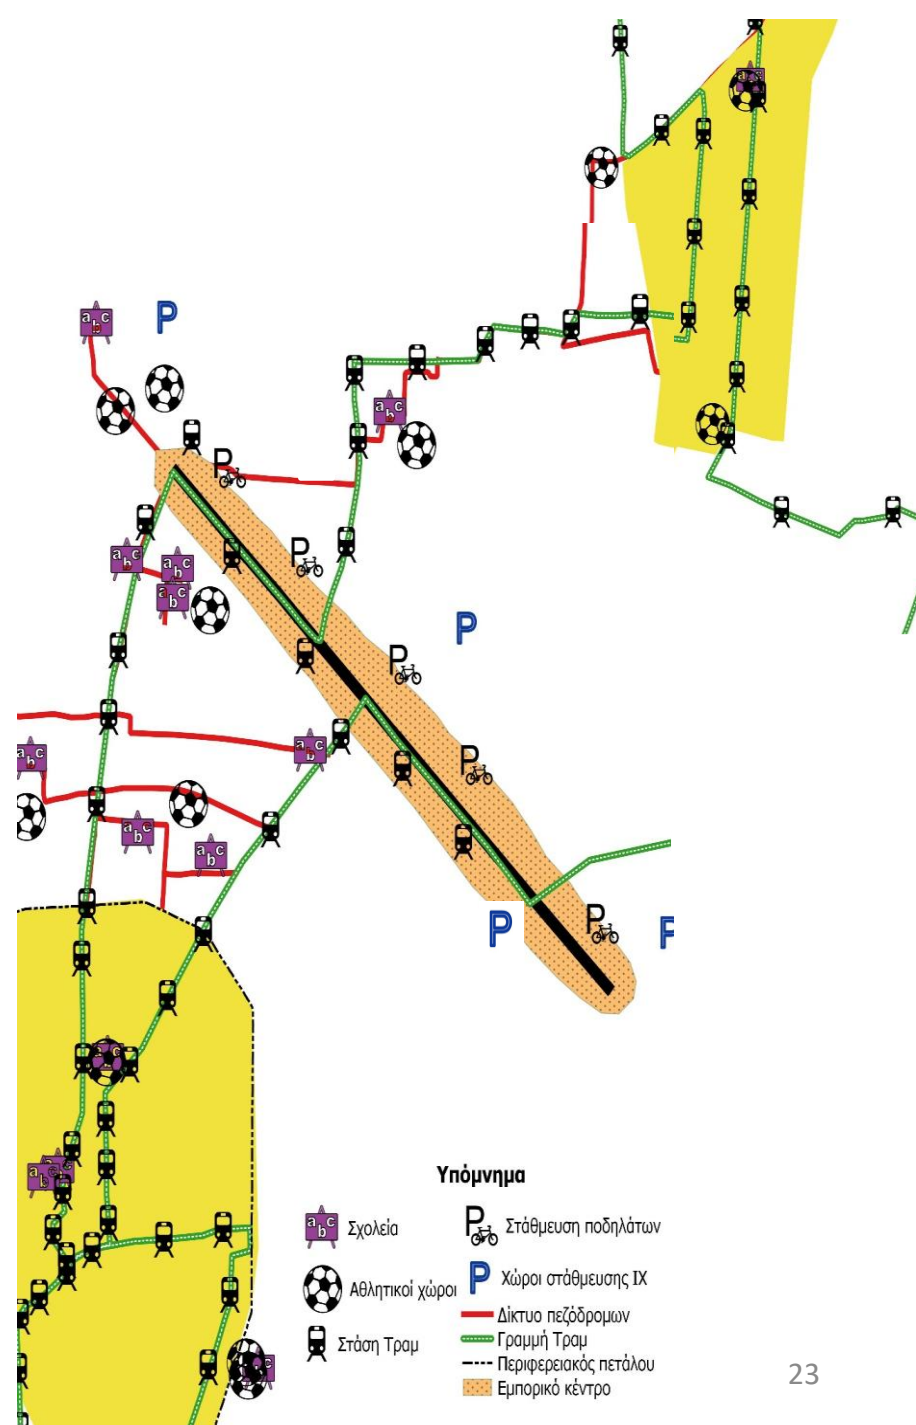 Υπόμνημα
Σχολεία
Αθλητικοί χώροι
Στάση Τραμ
Στάθμευση ποδηλάτων
Χώροι στάθμευσης ΙΧ
Δίκτυο πεζόδρομων
Γραμμή Τραμ
Περιφερειακός πετάλου
Εμπορικό κέντρο
23